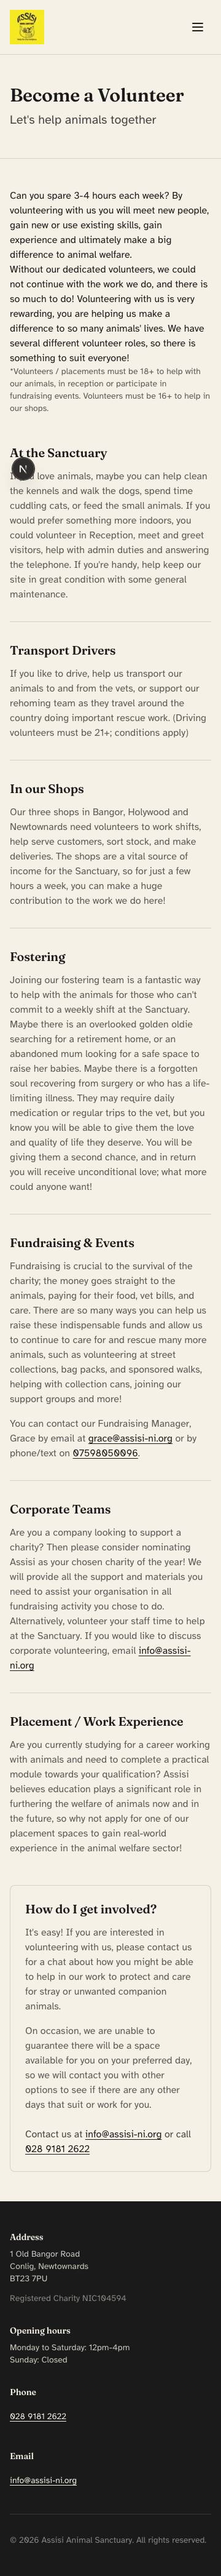 ASSISI
Become a Volunteer
Let's help animals together
Can you spare 3-4 hours each week? By
volunteering with us you will meet new people,
gain new or use existing skills, gain
experience and ultimately make a big
difference to animal welfare.
Without our dedicated volunteers, we could
not continue with the work we do, and there is
so much to do! Volunteering with us is very
rewarding, you are helping us make a
difference to so many animals' lives. We have
several different volunteer roles, so there is
something to suit everyone!
*Volunteers / placements must be 18+ to help with
our animals, in reception or participate in
fundraising events. Volunteers must be 16+ to help in
our shops.
At the Sanctuary
N
love animals, maybe you can help clean
the kennels and walk the dogs, spend time
cuddling cats, or feed the small animals. If you
would prefer something more indoors, you
could volunteer in Reception, meet and greet
visitors, help with admin duties and answering
the telephone. If you're handy, help keep our
site in great condition with some general
maintenance.
Transport Drivers
If you like to drive, help us transport our
animals to and from the vets, or support our
rehoming team as they travel around the
country doing important rescue work. (Driving
volunteers must be 21+; conditions apply)
In our Shops
Our three shops in Bangor, Holywood and
Newtownards need volunteers to work shifts,
help serve customers, sort stock, and make
deliveries. The shops are a vital source of
income for the Sanctuary, so for just a few
hours a week, you can make a huge
contribution to the work we do here!
Fostering
Joining our fostering team is a fantastic way
to help with the animals for those who can't
commit to a weekly shift at the Sanctuary.
Maybe there is an overlooked golden oldie
searching for a retirement home, or an
abandoned mum looking for a safe space to
raise her babies. Maybe there is a forgotten
soul recovering from surgery or who has a life-
limiting illness. They may require daily
medication or regular trips to the vet, but you
know you will be able to give them the love
and quality of life they deserve. You will be
giving them a second chance, and in return
you will receive unconditional love; what more
could anyone want!
Fundraising & Events
Fundraising is crucial to the survival of the
charity; the money goes straight to the
animals, paying for their food, vet bills, and
care. There are so many ways you can help us
raise these indispensable funds and allow us
to continue to care for and rescue many more
animals, such as volunteering at street
collections, bag packs, and sponsored walks,
helping with collection cans, joining our
support groups and more!
You can contact our Fundraising Manager,
Grace by email at grace@assisi-ni.org or by
phone/text on 07598050096.
Corporate Teams
Are you a company looking to support a
charity? Then please consider nominating
Assisi as your chosen charity of the year! We
will provide all the support and materials you
need to assist your organisation in all
fundraising activity you chose to do.
Alternatively, volunteer your staff time to help
at the Sanctuary. If you would like to discuss
corporate volunteering, email info@assisi-
ni.org
Placement / Work Experience
Are you currently studying for a career working
with animals and need to complete a practical
module towards your qualification? Assisi
believes education plays a significant role in
furthering the welfare of animals now and in
the future, so why not apply for one of our
placement spaces to gain real-world
experience in the animal welfare sector!
How do I get involved?
It's easy! If you are interested in
volunteering with us, please contact us
for a chat about how you might be able
to help in our work to protect and care
for stray or unwanted companion
animals.
On occasion, we are unable to
guarantee there will be a space
available for you on your preferred day,
so we will contact you with other
options to see if there are any other
days that suit or work for you.
Contact us at info@assisi-ni.org or call
028 9181 2622
Address
1 Old Bangor Road
Conlig, Newtownards
BT23 7PU
Registered Charity NIC104594
Opening hours
Monday to Saturday: 12pm-4pm
Sunday: Closed
Phone
028 9181 2622
Email
info@assisi-ni.org
© 2026 Assisi Animal Sanctuary. All rights reserved.